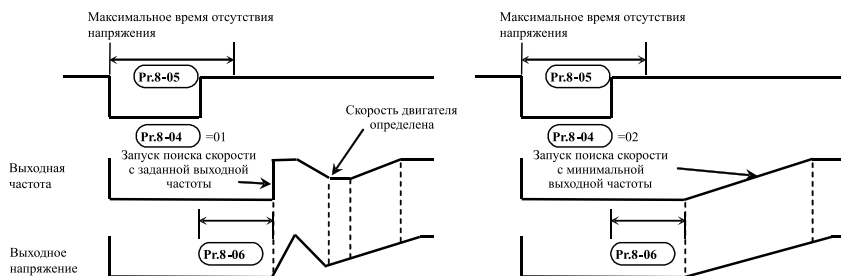 Максимальное время отсутствия
напряжения
Pr.8-05
Pr.8-04 =01
Скорость двигателя
определена
Запуск поиска скорости
с заданной выходной
частоты
Выходная
частота
Pr.8-06
Выходное
напряжение
Максимальное время отсутствия
напряжения
Pr.8-05
Pr.8-04 =02
Запуск поиска скорости
с минимальной
выходной частоты
Pr.8-06